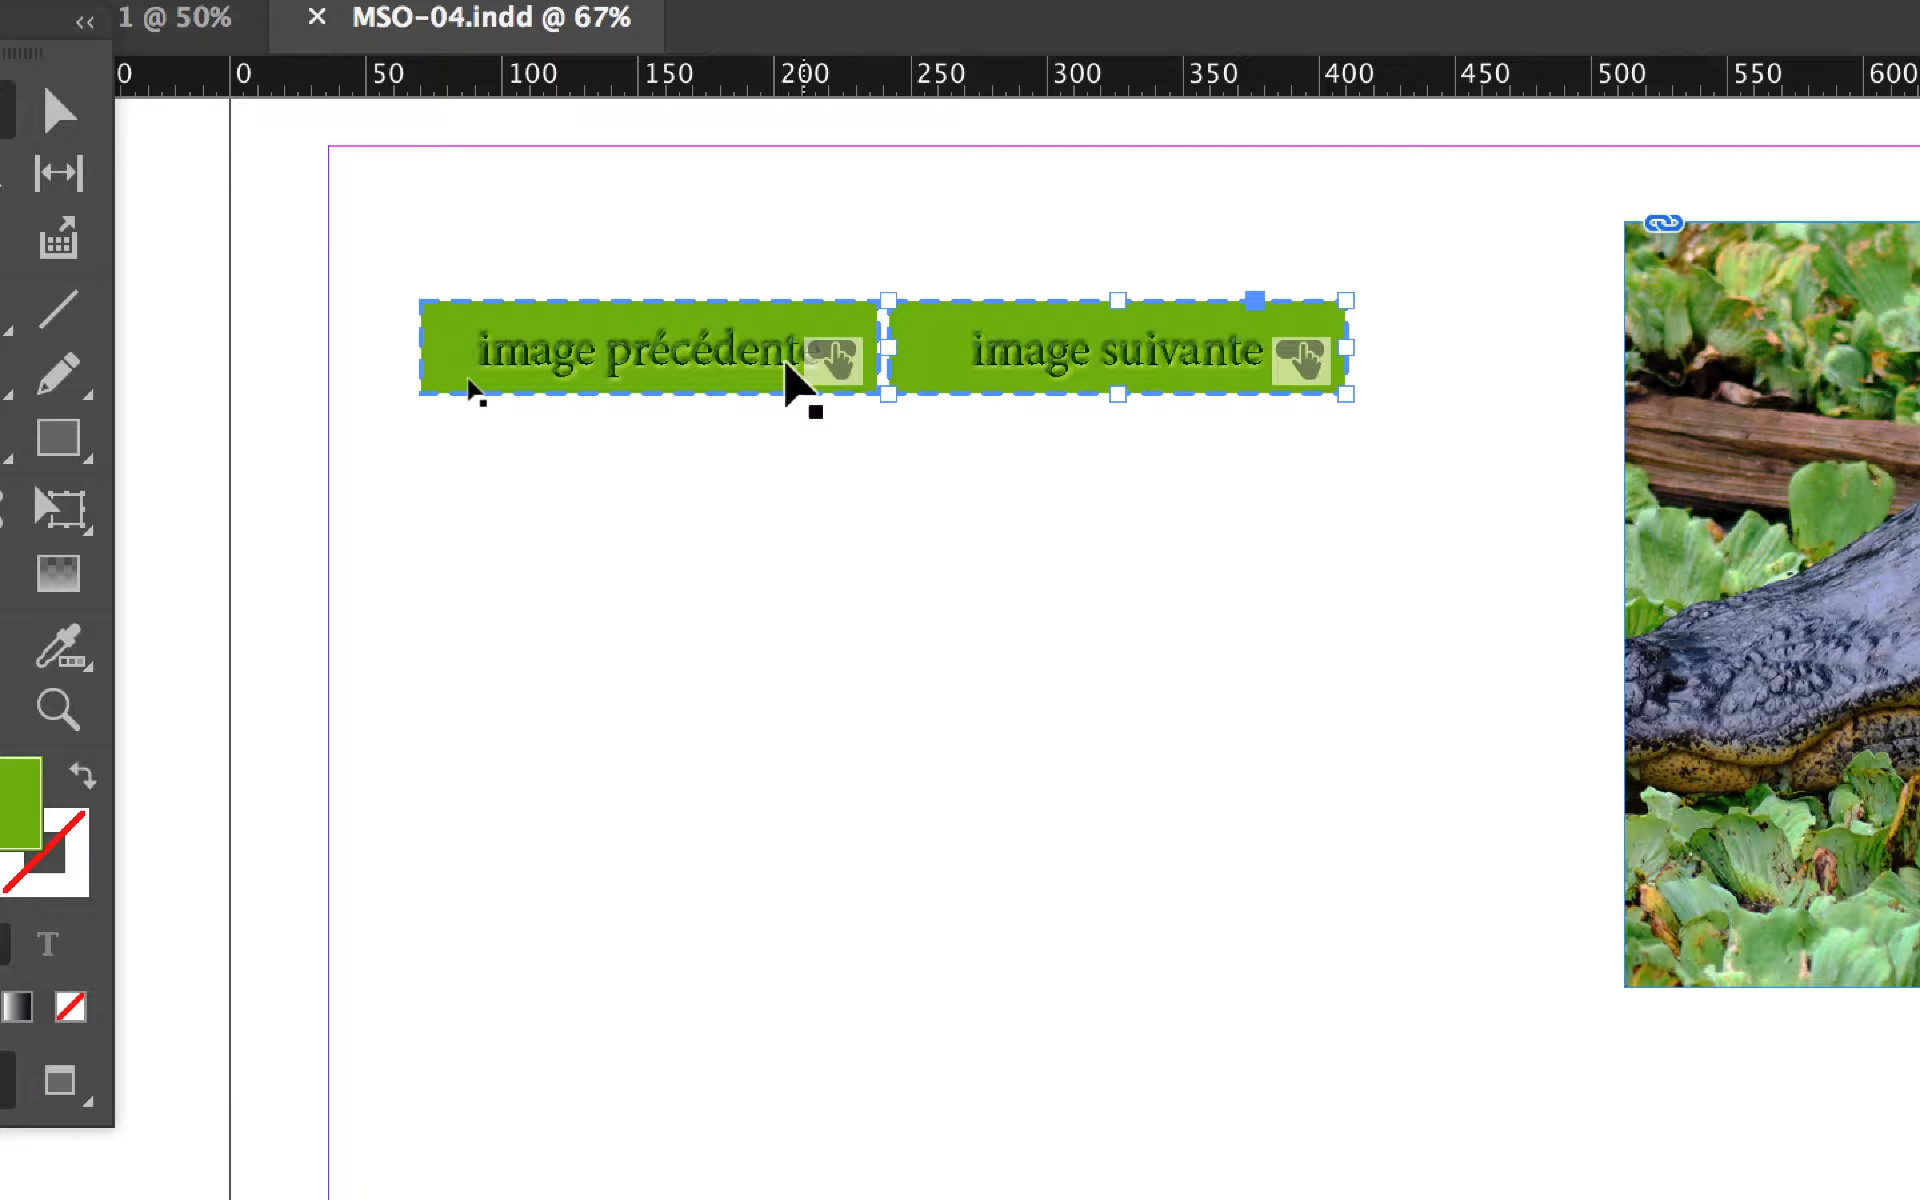 1 @ 50%
× MSO-04.indd @ 67%
0 0 50 100 150 200 250 300 350 400 450 500 550 600
image précédente
image suivante
T